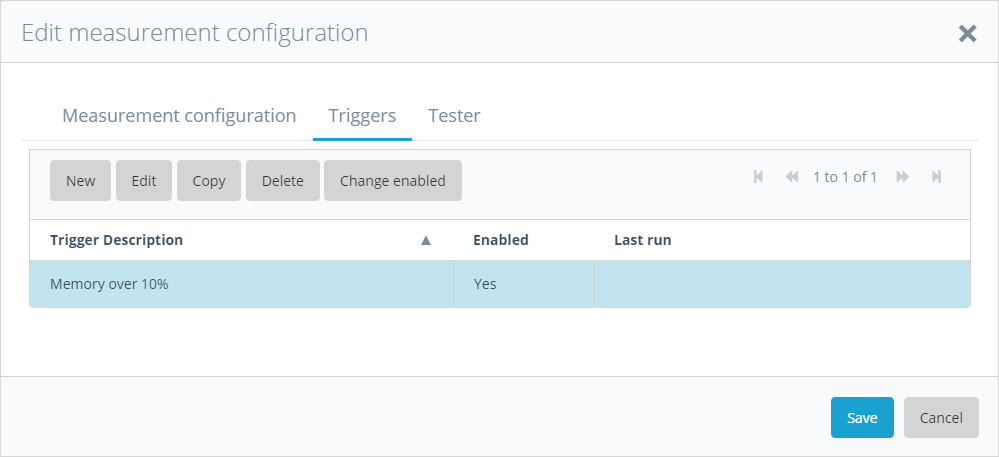 Edit measurement configuration
Measurement configuration Triggers Tester
New Edit Copy Delete Change enabled 1 to 1 of 1
Trigger Description Enabled Last run
Memory over 10% Yes
Save Cancel